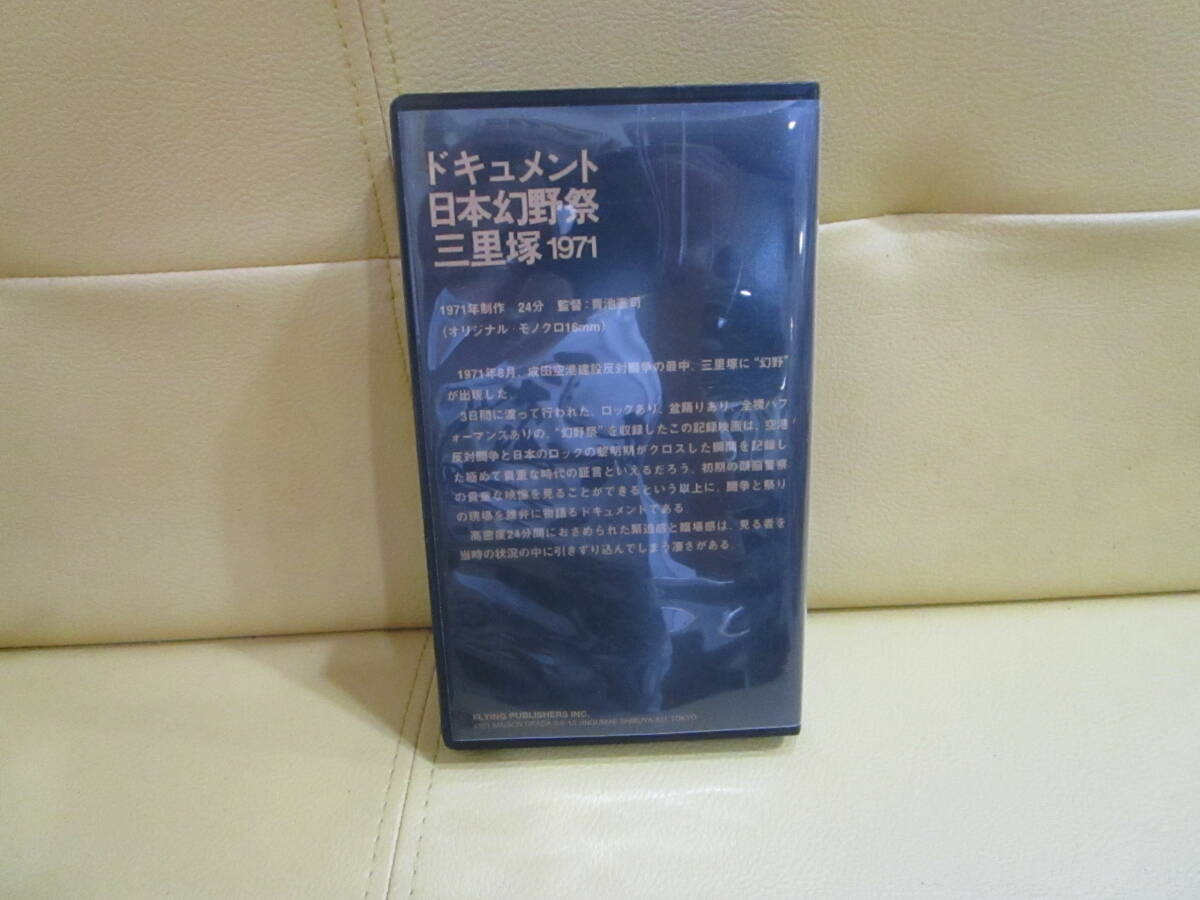 ドキュメント
日本幻野祭
三里塚 1971
1971年制作 24分 監督:青池憲司
(オリジナル・モノクロ16mm)
1971年8月、成田空港建設反対闘争の最中、三里塚に“幻野”
が出現した。
3日間に渡って行われた、ロックあり、盆踊りあり、全裸パフ
ォーマンスありの、“幻野祭”を収録したこの記録映画は、空港
反対闘争と日本のロックの黎明期がクロスした瞬間を記録し
た極めて貴重な時代の証言といえるだろう。初期の頭脳警察
の貴重な映像を見ることができるという以上に、闘争と祭り
の現場を雄弁に物語るドキュメントである。
高密度24分間におさめられた緊迫感と臨場感は、見る者を
当時の状況の中に引きずり込んでしまう凄さがある。
FLYING PUBLISHERS INC.
MAISON OKADA JINGUMAE SHIBUYA-KU, TOKYO